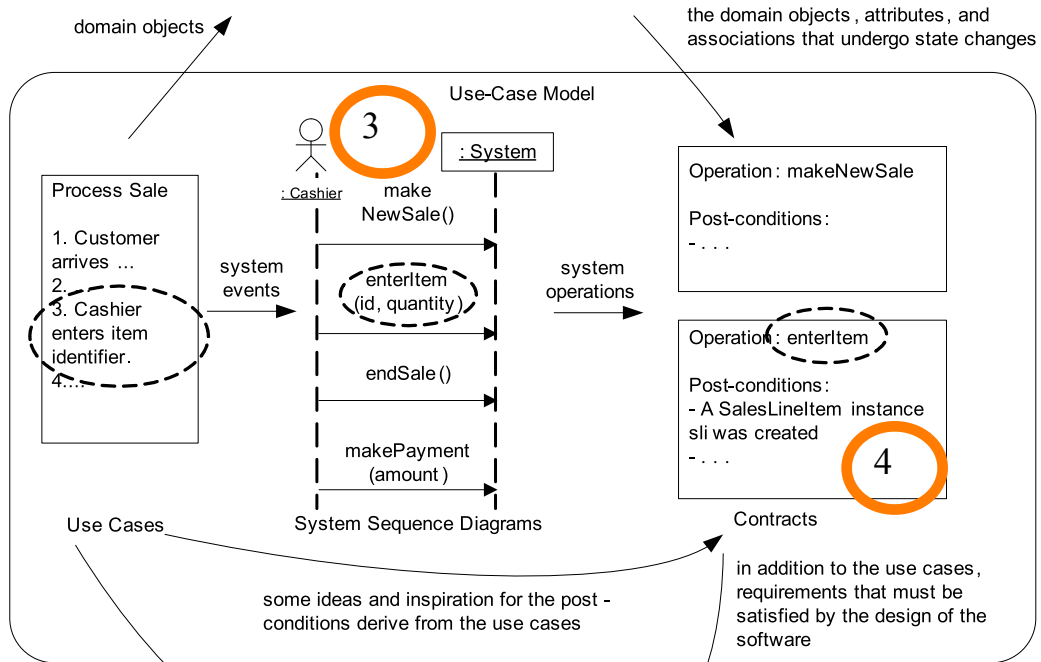 domain objects
the domain objects, attributes, and
associations that undergo state changes
Use-Case Model
3
: System
: Cashier
Process Sale
1. Customer
arrives ...
2. ...
3. Cashier
enters item
identifier.
4....
system
events
make
NewSale()
enterItem
(id, quantity)
endSale()
makePayment
(amount)
system
operations
Operation: makeNewSale
Post-conditions:
- . . .
Operation: enterItem
Post-conditions:
- A SalesLineItem instance
sli was created
- . . .
4
Use Cases
System Sequence Diagrams
Contracts
some ideas and inspiration for the post -
conditions derive from the use cases
in addition to the use cases,
requirements that must be
satisfied by the design of the
software